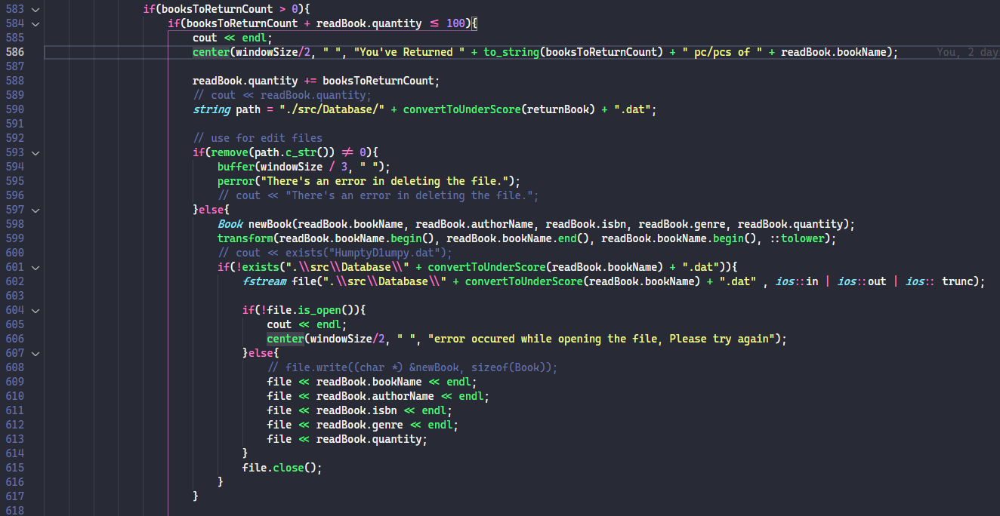 583 if(booksToReturnCount > 0){
584 if(booksToReturnCount + readBook.quantity ≤ 100){
585 cout << endl;
586 center(windowSize/2, " ", "You've Returned " + to_string(booksToReturnCount) + " pc/pcs of " + readBook.bookName); You, 2 day
587
588 readBook.quantity += booksToReturnCount;
589 // cout << readBook.quantity;
590 string path = "./src/Database/" + convertToUnderScore(returnBook) + ".dat";
591
592 // use for edit files
593 if(remove(path.c_str()) ≠ 0){
594 buffer(windowSize / 3, " ");
595 perror("There's an error in deleting the file.");
596 // cout << "There's an error in deleting the file.";
597 }else{
598 Book newBook(readBook.bookName, readBook.authorName, readBook.isbn, readBook.genre, readBook.quantity);
599 transform(readBook.bookName.begin(), readBook.bookName.end(), readBook.bookName.begin(), ::tolower);
600 // cout << exists("HumptyD1umpy.dat");
601 if(!exists(".\\src\\Database\\" + convertToUnderScore(readBook.bookName) + ".dat")){
602 fstream file(".\\src\\Database\\" + convertToUnderScore(readBook.bookName) + ".dat" , ios::in | ios::out | ios:: trunc);
603
604 if(!file.is_open()){
605 cout << endl;
606 center(windowSize/2, " ", "error occured while opening the file, Please try again");
607 }else{
608 // file.write((char *) &newBook, sizeof(Book));
609 file << readBook.bookName << endl;
610 file << readBook.authorName << endl;
611 file << readBook.isbn << endl;
612 file << readBook.genre << endl;
613 file << readBook.quantity;
614 }
615 file.close();
616 }
617 }
618